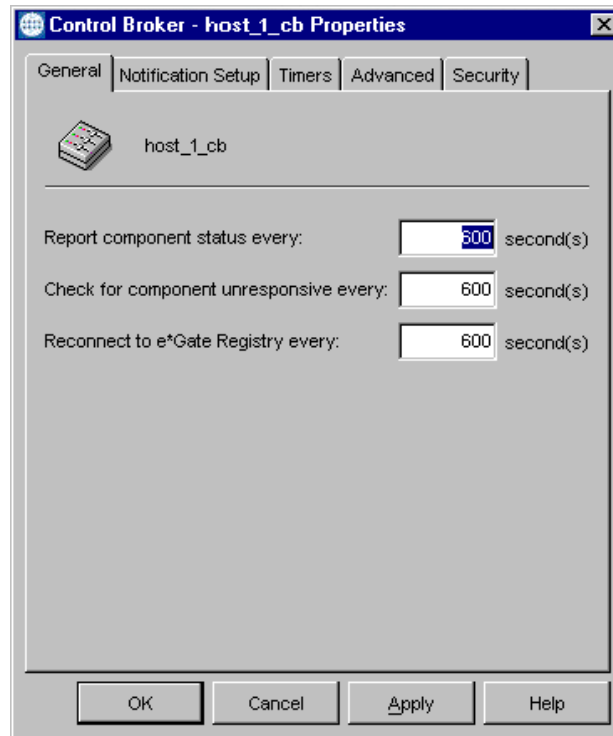 Control Broker - host_1_cb Properties
General Notification Setup Timers Advanced Security
host_1_cb
Report component status every: 600 second(s)
Check for component unresponsive every: 600 second(s)
Reconnect to e*Gate Registry every: 600 second(s)
OK Cancel Apply Help